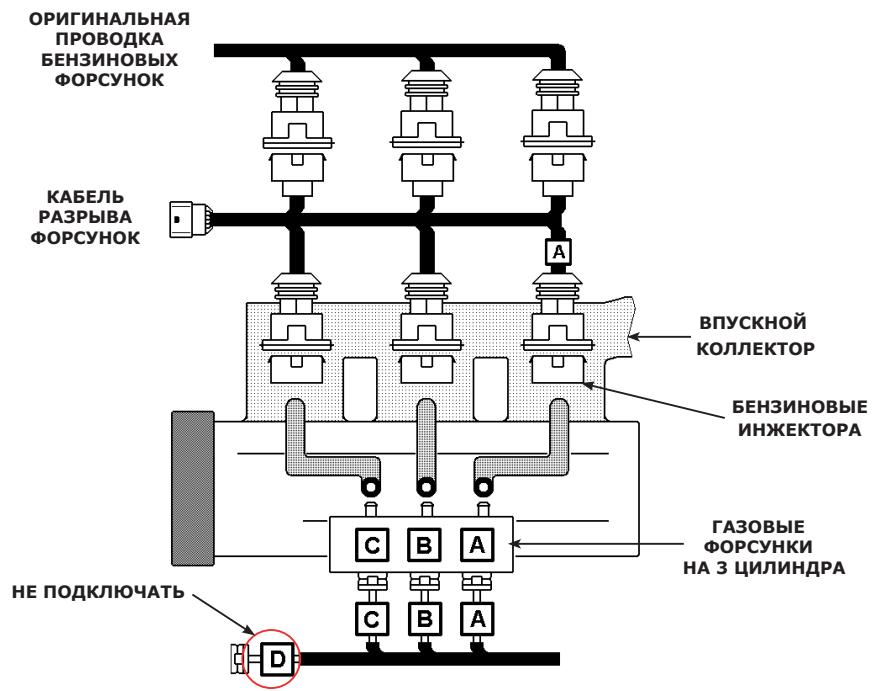 ОРИГИНАЛЬНАЯ
ПРОВОДКА
БЕНЗИНОВЫХ
ФОРСУНОК
КАБЕЛЬ
РАЗРЫВА
ФОРСУНОК
A
ВПУСКНОЙ
КОЛЛЕКТОР
БЕНЗИНОВЫЕ
ИНЖЕКТОРА
C B A
ГАЗОВЫЕ
ФОРСУНКИ
НА 3 ЦИЛИНДРА
НЕ ПОДКЛЮЧАТЬ
C B A
D